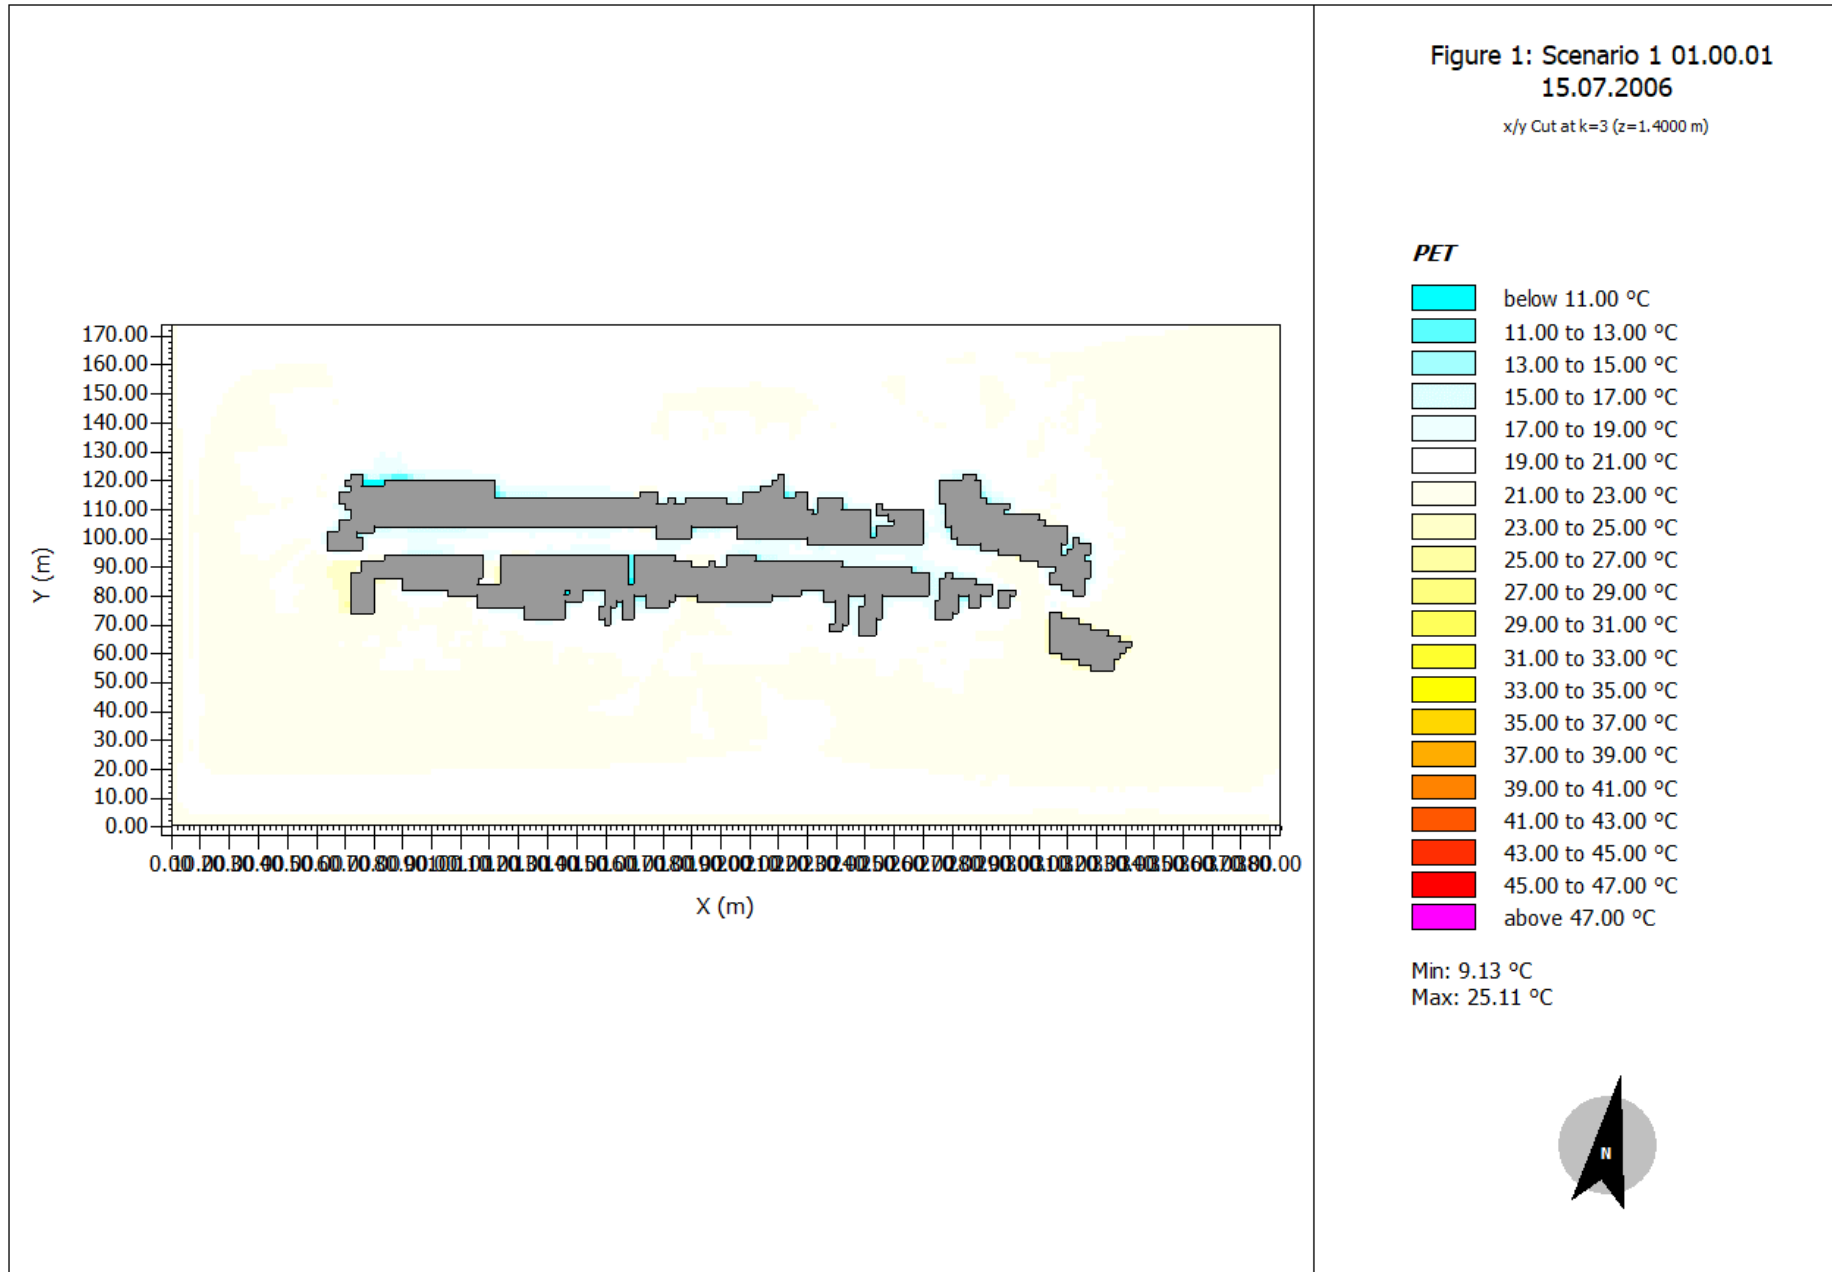 Figure 1: Scenario 1 01.00.01
15.07.2006
x/y Cut at k=3 (z=1.4000 m)
PET
below 11.00 °C
11.00 to 13.00 °C
13.00 to 15.00 °C
15.00 to 17.00 °C
17.00 to 19.00 °C
19.00 to 21.00 °C
21.00 to 23.00 °C
23.00 to 25.00 °C
25.00 to 27.00 °C
27.00 to 29.00 °C
29.00 to 31.00 °C
31.00 to 33.00 °C
33.00 to 35.00 °C
35.00 to 37.00 °C
37.00 to 39.00 °C
39.00 to 41.00 °C
41.00 to 43.00 °C
43.00 to 45.00 °C
45.00 to 47.00 °C
above 47.00 °C
Min: 9.13 °C
Max: 25.11 °C
N
170.00
160.00
150.00
140.00
130.00
120.00
110.00
100.00
90.00
80.00
70.00
60.00
50.00
40.00
30.00
20.00
10.00
0.00
Y (m)
X (m)